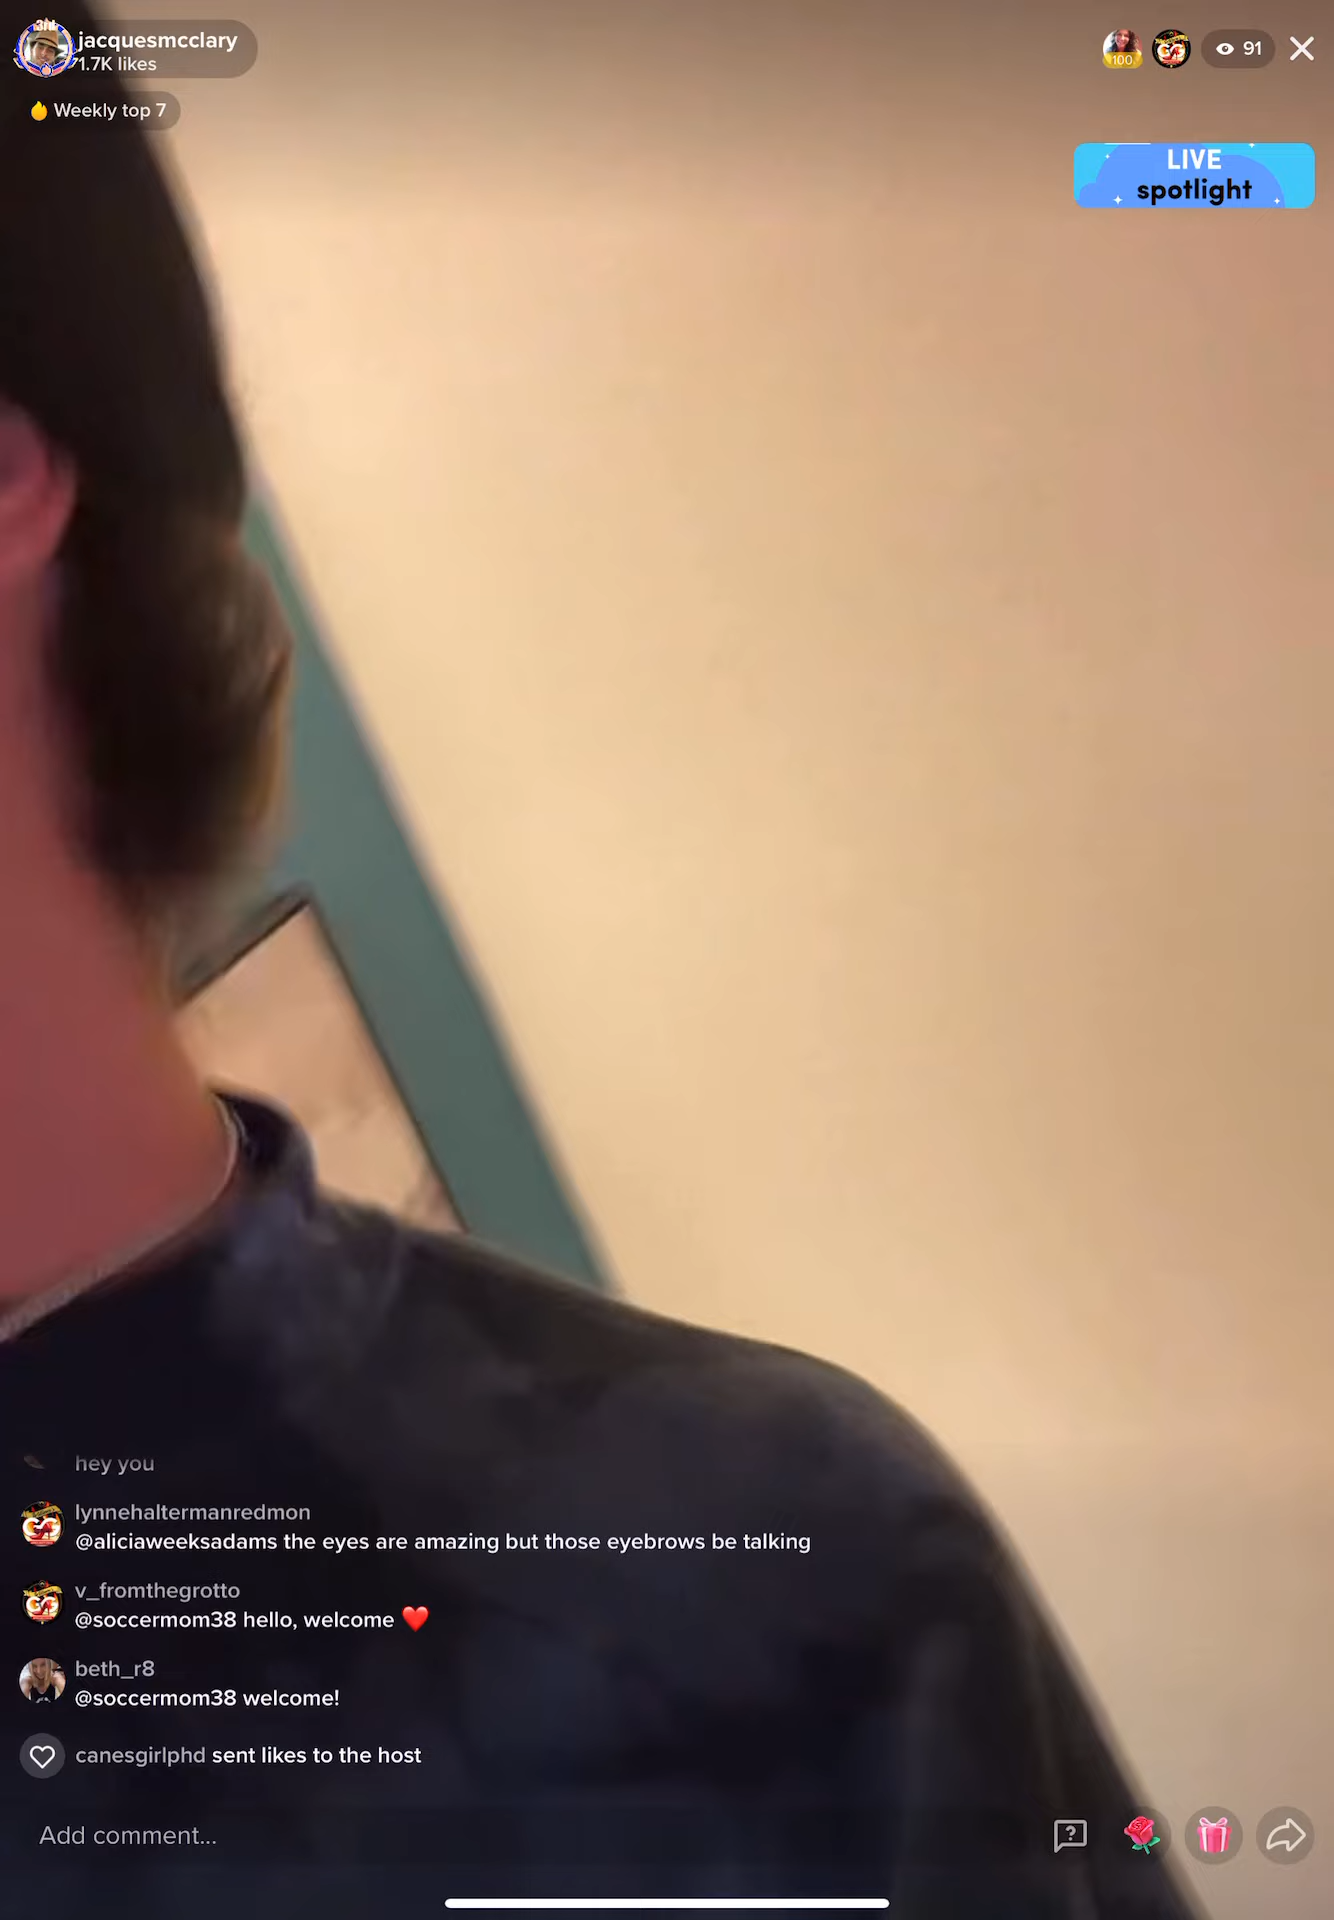 3rd
jacquesmcclary
1.7K likes
100
91
Weekly top 7
LIVE
spotlight
hey you
lynnehaltermanredmon
@aliciaweeksadams the eyes are amazing but those eyebrows be talking
v_fromthegrotto
@soccermom38 hello, welcome ❤️
beth_r8
@soccermom38 welcome!
canesgirlphd sent likes to the host
Add comment...